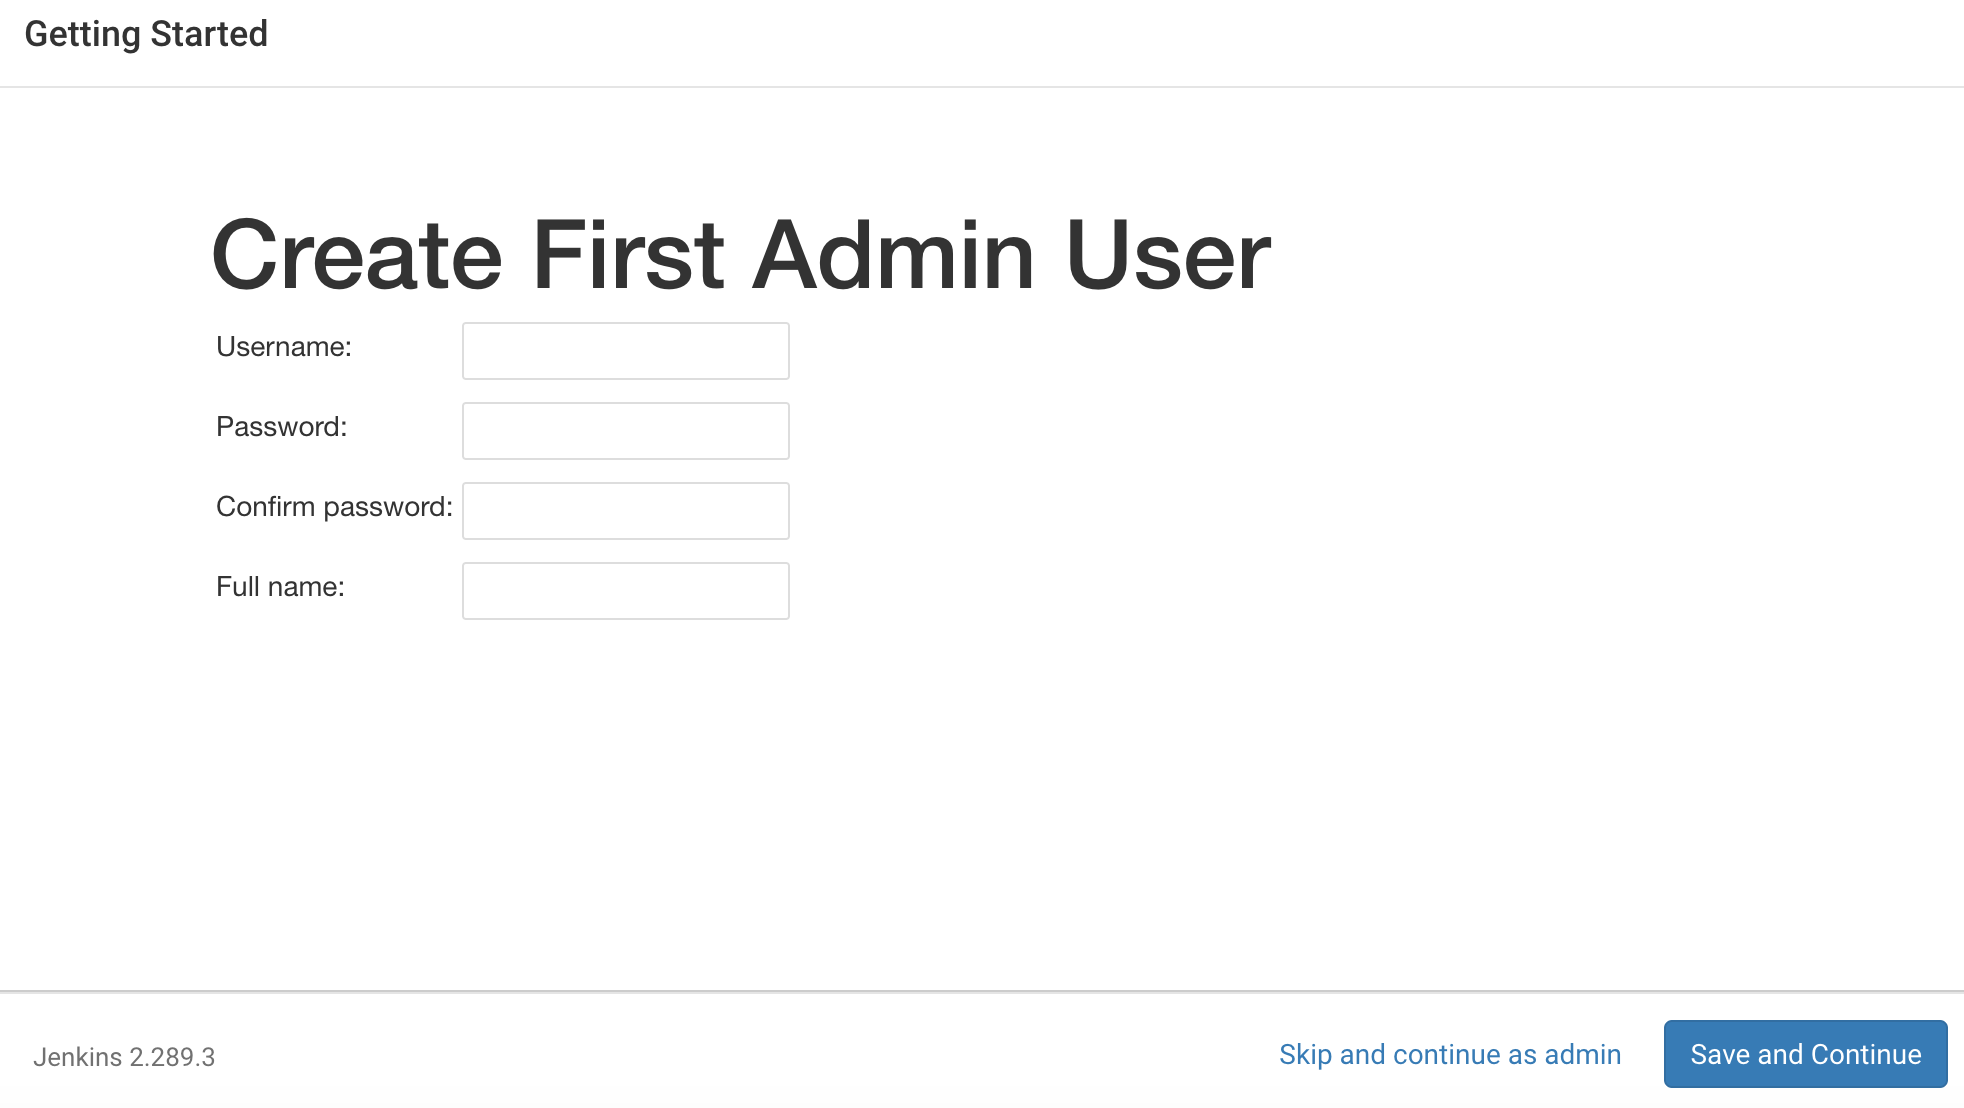 Getting Started
Create First Admin User
Username:
Password:
Confirm password:
Full name:
Jenkins 2.289.3
Skip and continue as admin
Save and Continue